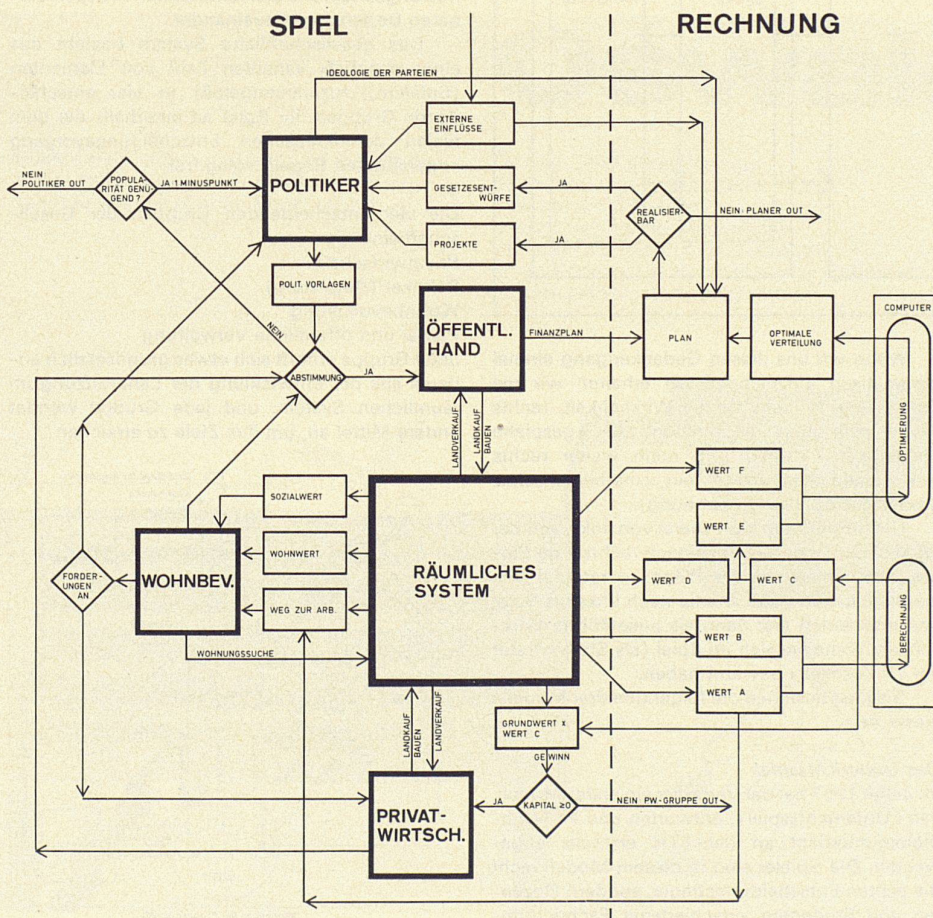 SPIEL
RECHNUNG
IDEOLOGIE DER PARTEIEN
EXTERNE
EINFLÜSSE
NEIN:
POLITIKER OUT
POPULA-
RITÄT GENÜ-
GEND?
JA:1 MINUSPUNKT
POLITIKER
GESETZESENT-
WÜRFE
JA
REALISIER-
BAR
NEIN: PLANER OUT
PROJEKTE
JA
POLIT. VORLAGEN
NEIN
ABSTIMMUNG
JA
ÖFFENTL.
HAND
FINANZPLAN
PLAN
OPTIMALE
VERTEILUNG
COMPUTER
OPTIMIERUNG
LANDVERKAUF
LANDKAUF
BAUEN
SOZIALWERT
WOHNWERT
WEG ZUR ARB.
FORDER-
UNGEN
AN
WOHNBEV.
WOHNUNGSSUCHE
RÄUMLICHES
SYSTEM
WERT F
WERT E
WERT D
WERT C
WERT B
WERT A
BERECHNUNG
LANDKAUF
BAUEN
LANDVERKAUF
GRUNDWERT x.
WERT C
GEWINN
PRIVAT-
WIRTSCH.
JA
KAPITAL ≥0
NEIN: PW-GRUPPE OUT